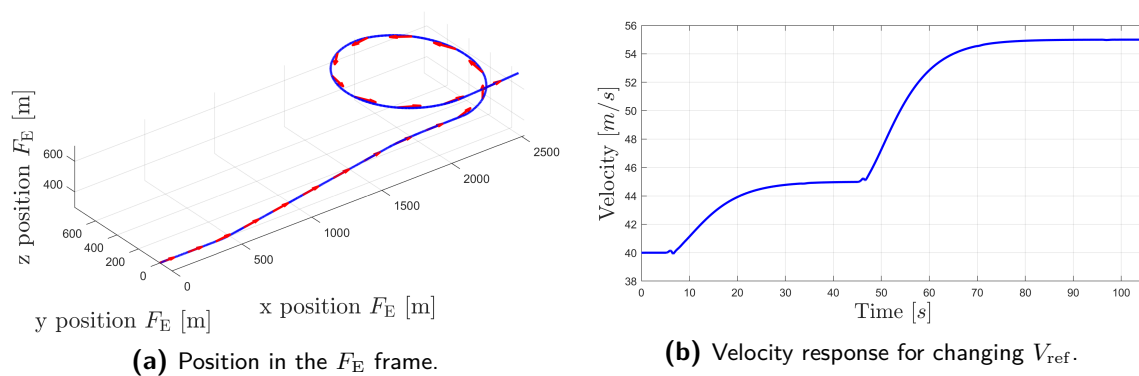 z position F_E [m]
600
400
600
400
200
0
0
500
1000
1500
2000
2500
y position F_E [m]
x position F_E [m]
(a) Position in the F_E frame.
Velocity [m/s]
56
54
52
50
48
46
44
42
40
38
0 10 20 30 40 50 60 70 80 90 100
Time [s]
(b) Velocity response for changing V_ref.